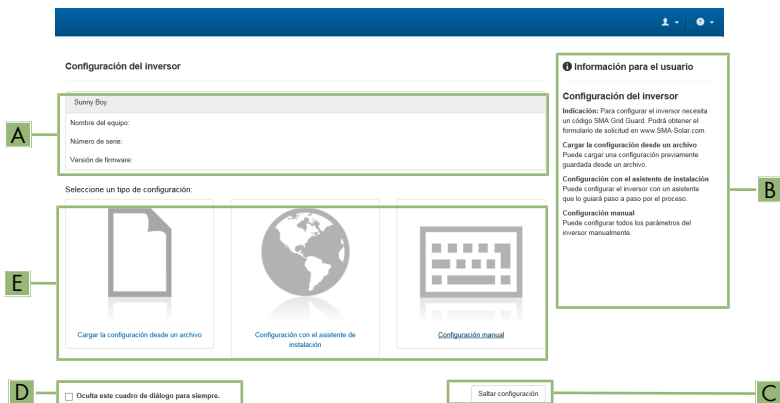 Configuración del inversor
Sunny Boy
Nombre del equipo:
Número de serie:
Versión de firmware:
A
Seleccione un tipo de configuración:
Cargar la configuración desde un archivo
Configuración con el asistente de
instalación
Configuración manual
E
D
Oculta este cuadro de diálogo para siempre.
Saltar configuración
C
Información para el usuario
Configuración del inversor
Indicación: Para configurar el inversor necesita
un código SMA Grid Guard. Podrá obtener el
formulario de solicitud en www.SMA-Solar.com.
Cargar la configuración desde un archivo
Puede cargar una configuración previamente
guardada desde un archivo.
Configuración con el asistente de instalación
Puede configurar el inversor con un asistente
que lo guiará paso a paso por el proceso.
Configuración manual
Puede configurar todos los parámetros del
inversor manualmente.
B